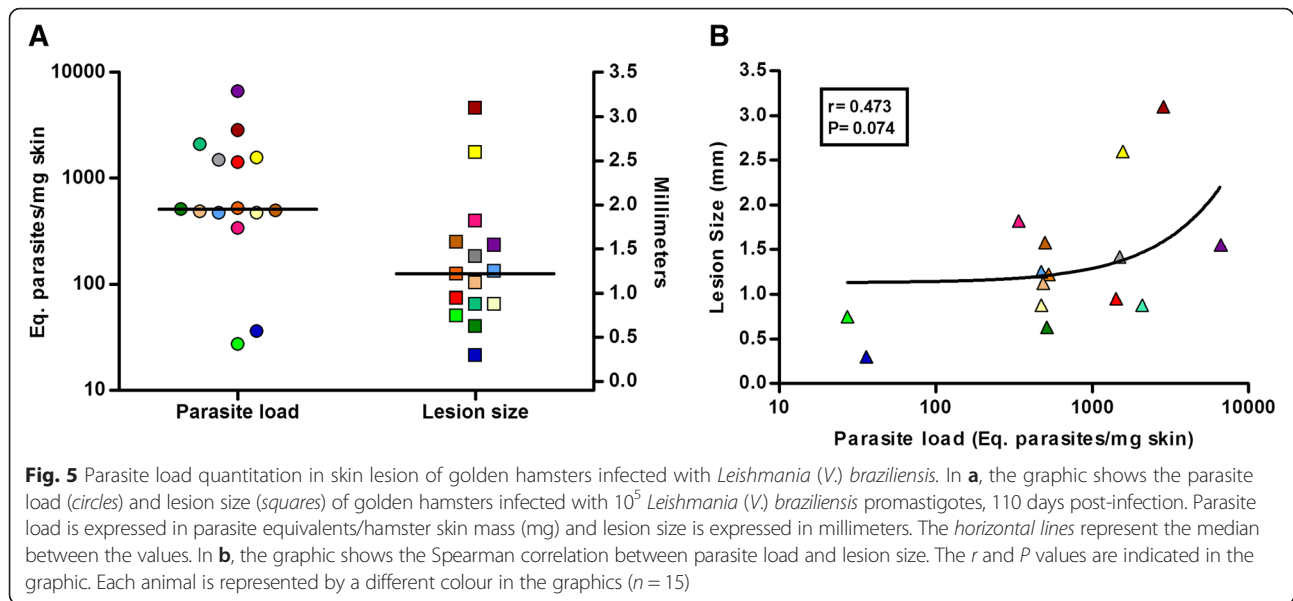 A
B
10000
1000
100
10
Eq. parasites/mg skin
3.5
3.0
2.5
2.0
1.5
1.0
0.5
0.0
Millimeters
Parasite load
Lesion size
3.5
3.0
2.5
2.0
1.5
1.0
0.5
0.0
Lesion Size (mm)
r= 0.473
P= 0.074
10
100
1000
10000
Parasite load (Eq. parasites/mg skin)
Fig. 5 Parasite load quantitation in skin lesion of golden hamsters infected with Leishmania (V.) braziliensis. In a, the graphic shows the parasite
load (circles) and lesion size (squares) of golden hamsters infected with 10⁵ Leishmania (V.) braziliensis promastigotes, 110 days post-infection. Parasite
load is expressed in parasite equivalents/hamster skin mass (mg) and lesion size is expressed in millimeters. The horizontal lines represent the median
between the values. In b, the graphic shows the Spearman correlation between parasite load and lesion size. The r and P values are indicated in the
graphic. Each animal is represented by a different colour in the graphics (n = 15)